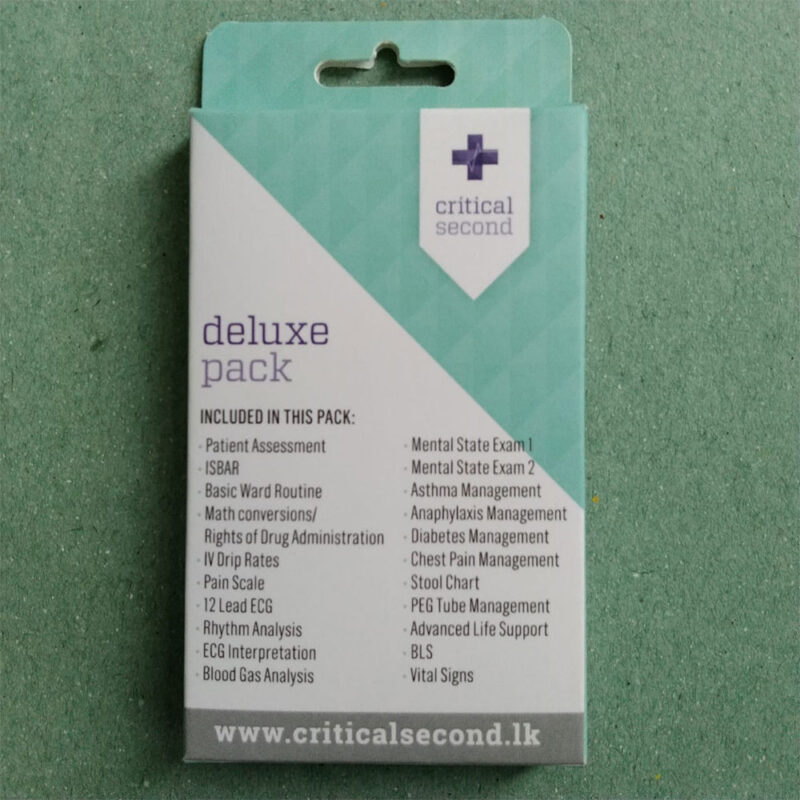 critical
second
deluxe
pack
INCLUDED IN THIS PACK:
· Patient Assessment
· ISBAR
· Basic Ward Routine
· Math conversions/
Rights of Drug Administration
· IV Drip Rates
· Pain Scale
· 12 Lead ECG
· Rhythm Analysis
· ECG Interpretation
· Blood Gas Analysis
· Mental State Exam 1
· Mental State Exam 2
· Asthma Management
· Anaphylaxis Management
· Diabetes Management
· Chest Pain Management
· Stool Chart
· PEG Tube Management
· Advanced Life Support
· BLS
· Vital Signs
www.criticalsecond.lk